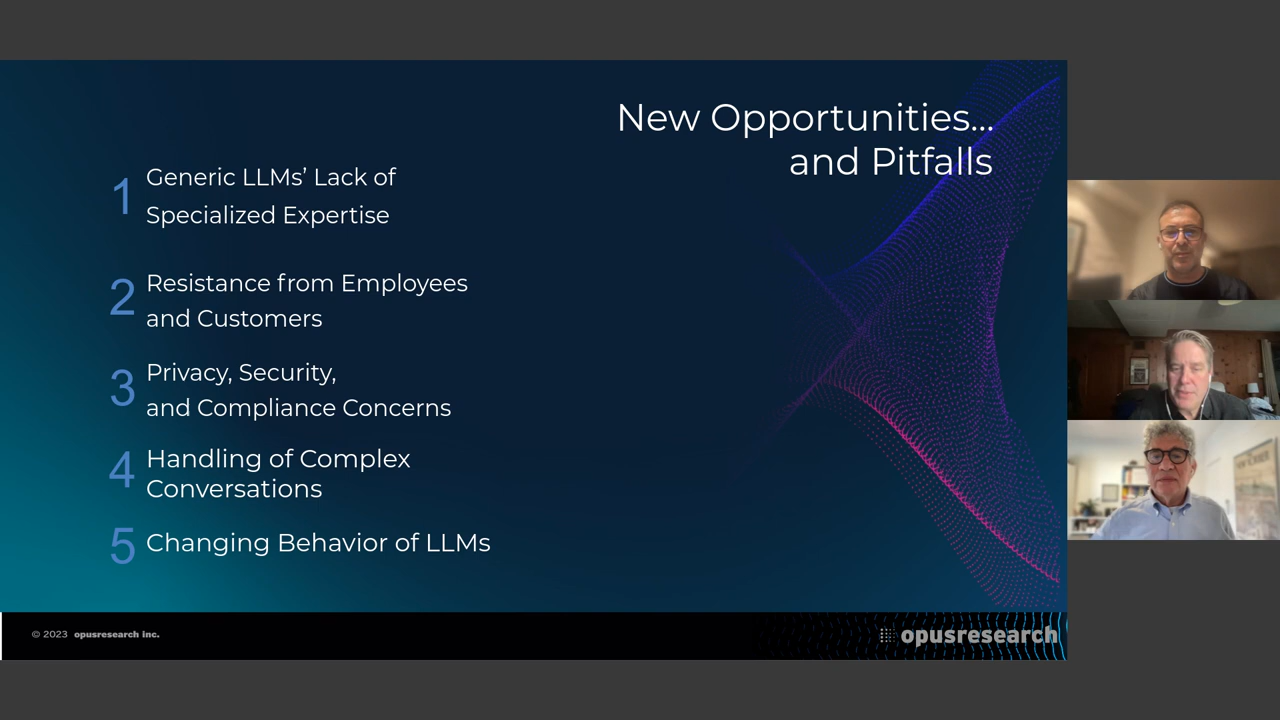 New Opportunities...
and Pitfalls
1
Generic LLMs’ Lack of
Specialized Expertise
2
Resistance from Employees
and Customers
3
Privacy, Security,
and Compliance Concerns
4
Handling of Complex
Conversations
5
Changing Behavior of LLMs
© 2023 opusresearch inc.
opusresearch